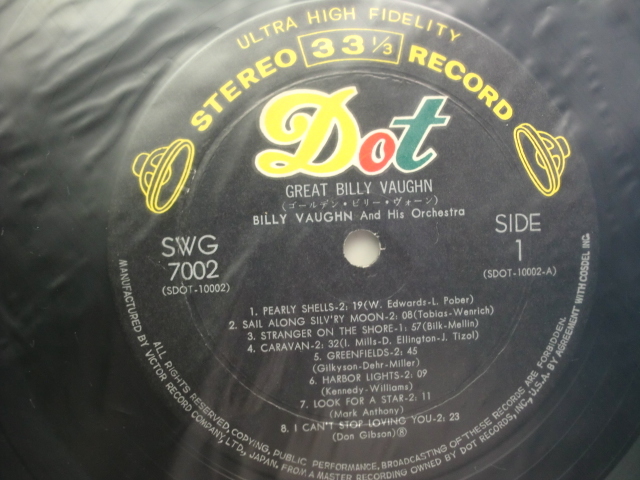 ULTRA HIGH FIDELITY
STEREO 33 1/3 RECORD
Dot
GREAT BILLY VAUGHN
(ゴールデン・ビリー・ヴォーン)
BILLY VAUGHN And His Orchestra
SWG
7002
(SDOT-10002)
SIDE
1
(SDOT-10002-A)
1. PEARLY SHELLS-2; 19(W. Edwards-L. Pober)
2. SAIL ALONG SILV'RY MOON-2; 08(Tobias-Wenrich)
3. STRANGER ON THE SHORE-1; 57(Bilk-Mellin)
4. CARAVAN-2; 32(I. Mills-D. Ellington-J. Tizol)
5. GREENFIELDS-2; 45
(Gilkyson-Dehr-Miller)
6. HARBOR LIGHTS-2; 09
(Kennedy-Williams)
7. LOOK FOR A STAR-2; 11
(Mark Anthony)
8. I CAN'T STOP LOVING YOU-2; 23
(Don Gibson)Ⓡ
MANUFACTURED BY VICTOR RECORD COMPANY, LTD., JAPAN, FROM A MASTER RECORDING OWNED BY DOT RECORDS, INC., U.S.A. BY AGREEMENT WITH COSDEL INC.
ALL RIGHTS RESERVED, COPYING, PUBLIC PERFORMANCE, BROADCASTING OF THESE RECORDS ARE FORBIDDEN.